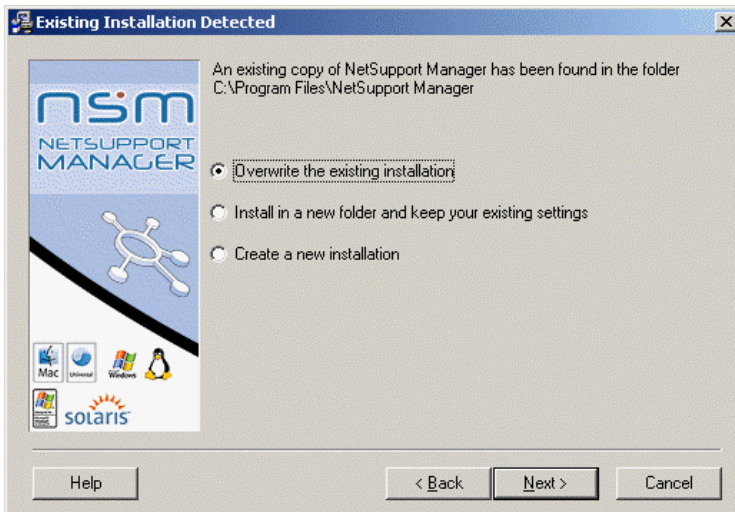 Existing Installation Detected
An existing copy of NetSupport Manager has been found in the folder
C:\Program Files\NetSupport Manager
nsm
NETSUPPORT
MANAGER
Overwrite the existing installation
Install in a new folder and keep your existing settings
Create a new installation
Mac
Universal
Windows
solaris
Help
< Back
Next >
Cancel